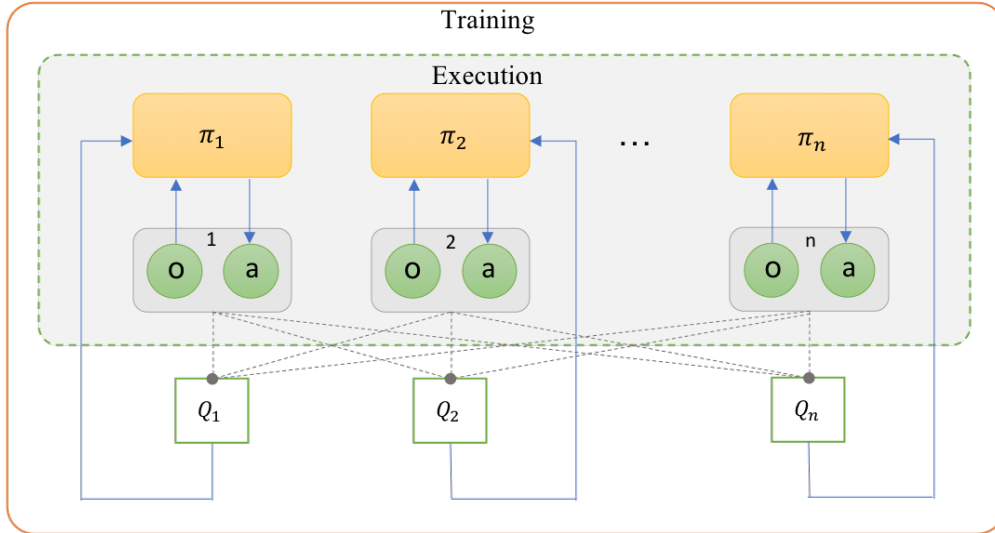 Training
Execution
π₁ π₂ ... πₙ
1 2 n
o a o a o a
Q₁ Q₂ Qₙ